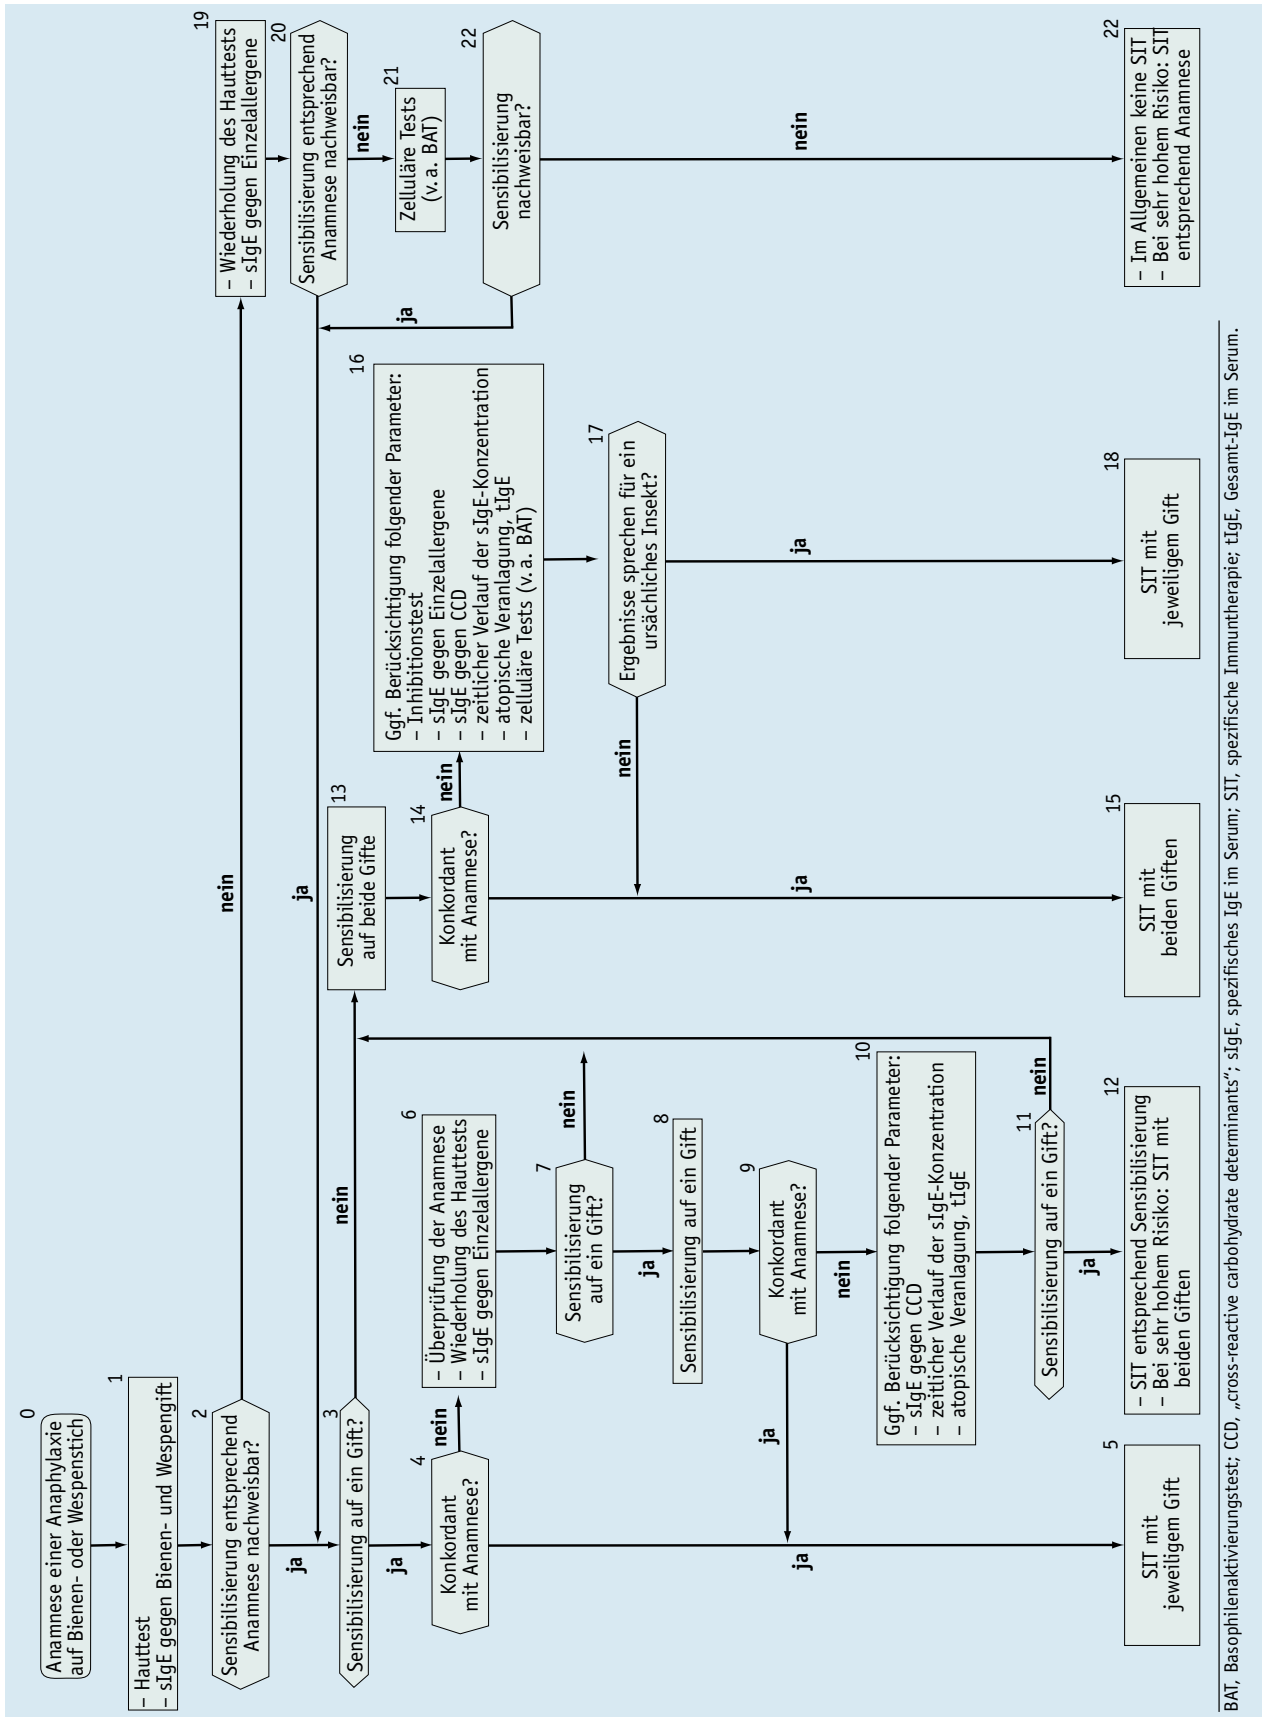 0
Anamnese einer Anaphylaxie
auf Bienen- oder Wespenstich
1
– Hauttest
– sIgE gegen Bienen- und Wespengift
2
Sensibilisierung entsprechend
Anamnese nachweisbar?
nein
ja
3
Sensibilisierung auf ein Gift?
nein
ja
4
Konkordant
mit Anamnese?
nein
ja
5
SIT mit
jeweiligem Gift
6
– Überprüfung der Anamnese
– Wiederholung des Hauttests
– sIgE gegen Einzelallergene
7
Sensibilisierung
auf ein Gift?
nein
ja
8
Sensibilisierung auf ein Gift
9
Konkordant
mit Anamnese?
ja
nein
10
Ggf. Berücksichtigung folgender Parameter:
– sIgE gegen CCD
– zeitlicher Verlauf der sIgE-Konzentration
– atopische Veranlagung, tIgE
11
Sensibilisierung auf ein Gift?
nein
ja
12
– SIT entsprechend Sensibilisierung
– Bei sehr hohem Risiko: SIT mit
beiden Giften
13
Sensibilisierung
auf beide Gifte
14
Konkordant
mit Anamnese?
nein
ja
15
SIT mit
beiden Giften
16
Ggf. Berücksichtigung folgender Parameter:
– Inhibitionstest
– sIgE gegen Einzelallergene
– sIgE gegen CCD
– zeitlicher Verlauf der sIgE-Konzentration
– atopische Veranlagung, tIgE
– zelluläre Tests (v. a. BAT)
17
Ergebnisse sprechen für ein
ursächliches Insekt?
nein
ja
18
SIT mit
jeweiligem Gift
19
– Wiederholung des Hauttests
– sIgE gegen Einzelallergene
20
Sensibilisierung entsprechend
Anamnese nachweisbar?
ja
nein
21
Zelluläre Tests
(v. a. BAT)
22
Sensibilisierung
nachweisbar?
ja
nein
22
– Im Allgemeinen keine SIT
– Bei sehr hohem Risiko: SIT
entsprechend Anamnese
BAT, Basophilenaktivierungstest; CCD, „cross-reactive carbohydrate determinants“; sIgE, spezifisches IgE im Serum; SIT, spezifische Immuntherapie; tIgE, Gesamt-IgE im Serum.